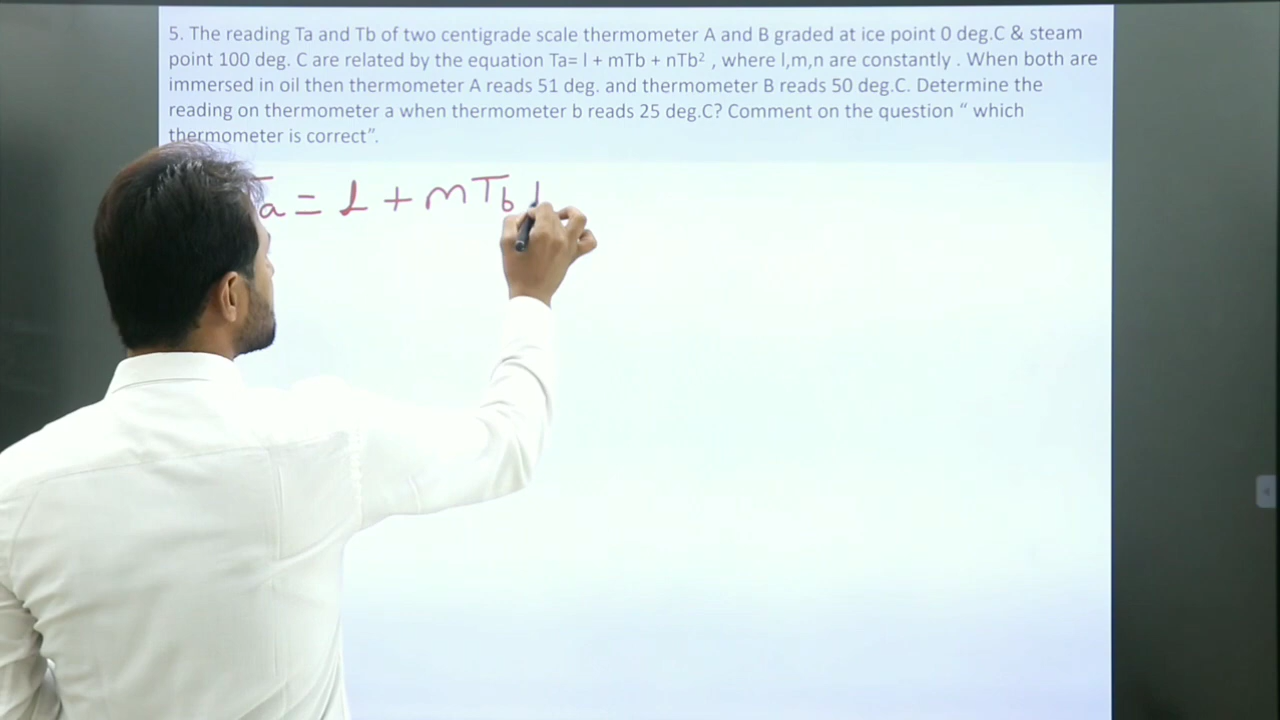 5. The reading Ta and Tb of two centigrade scale thermometer A and B graded at ice point 0 deg.C & steam
point 100 deg. C are related by the equation Ta= l + mTb + nTb² , where l,m,n are constantly . When both are
immersed in oil then thermometer A reads 51 deg. and thermometer B reads 50 deg.C. Determine the
reading on thermometer a when thermometer b reads 25 deg.C? Comment on the question “ which
thermometer is correct”.
Ta = l + mTb